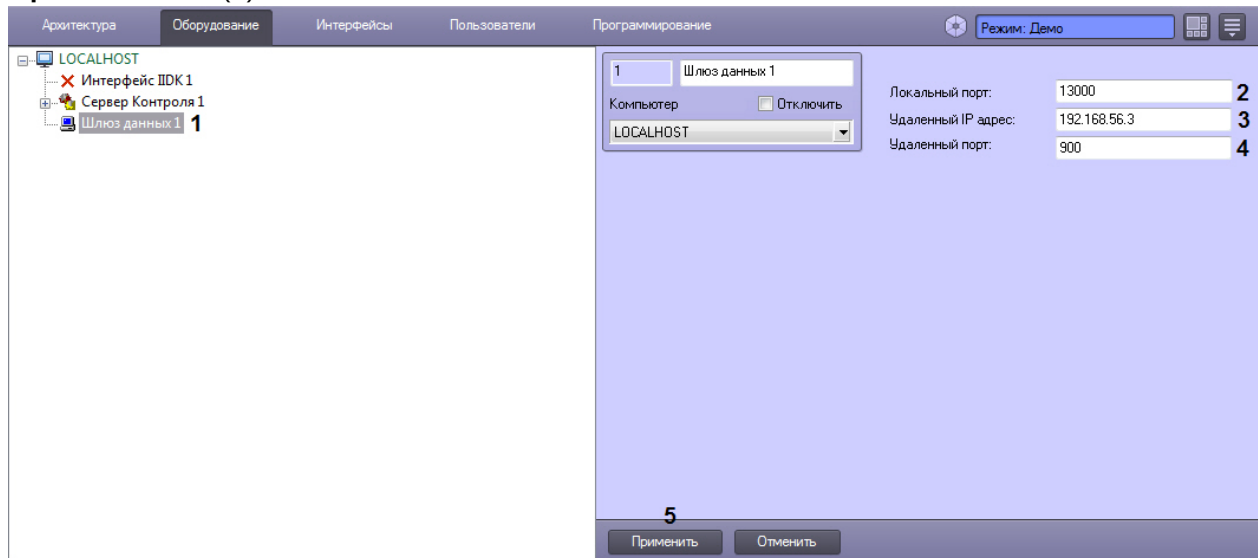 Архитектура Оборудование Интерфейсы Пользователи Программирование Режим: Демо
LOCALHOST
Интерфейс IIDK 1
Сервер Контроля 1
Шлюз данных 1 1
1 Шлюз данных 1
Компьютер Отключить
LOCALHOST
Локальный порт: 13000 2
Удаленный IP адрес: 192.168.56.3 3
Удаленный порт: 900 4
5
Применить Отменить